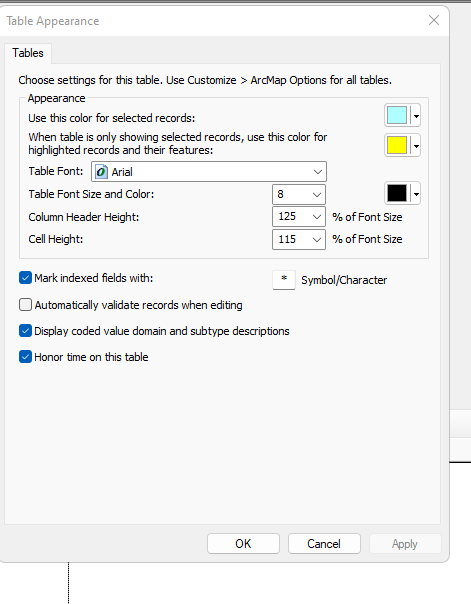 Table Appearance
Tables
Choose settings for this table. Use Customize > ArcMap Options for all tables.
Appearance
Use this color for selected records:
When table is only showing selected records, use this color for
highlighted records and their features:
Table Font: Arial
Table Font Size and Color: 8
Column Header Height: 125 % of Font Size
Cell Height: 115 % of Font Size
Mark indexed fields with: * Symbol/Character
Automatically validate records when editing
Display coded value domain and subtype descriptions
Honor time on this table
OK Cancel Apply